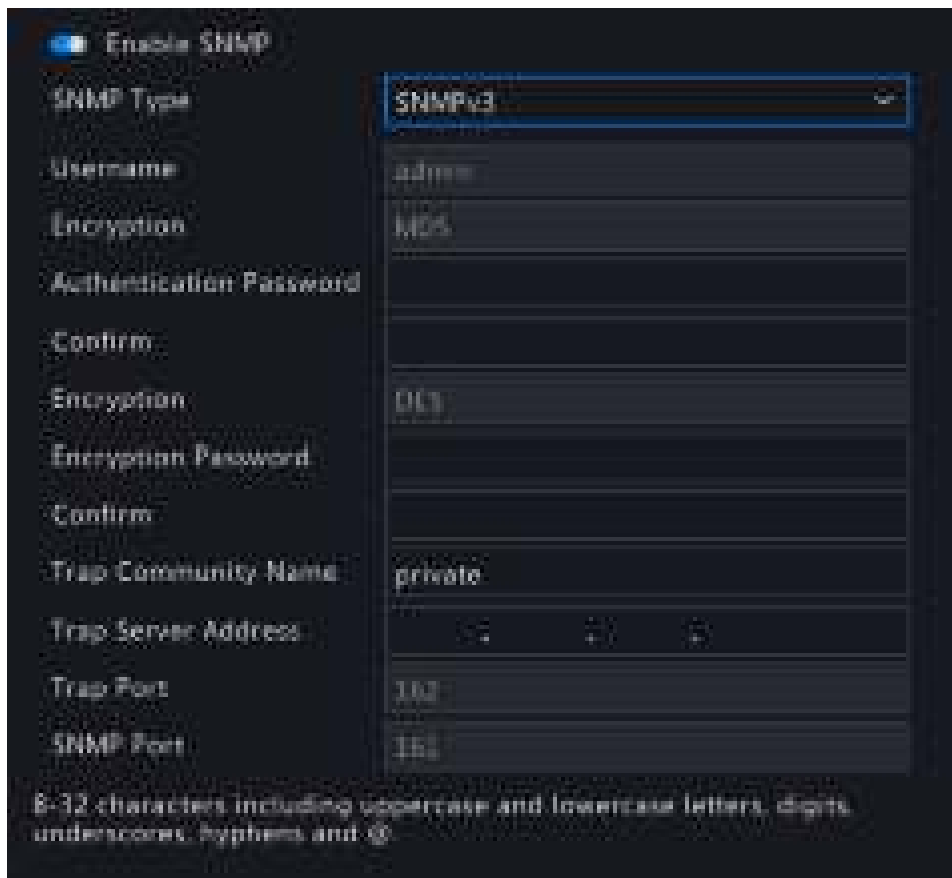 Enable SNMP
SNMP Type SNMPv3
Username admin
Encryption MD5
Authentication Password
Confirm
Encryption DES
Encryption Password
Confirm
Trap Community Name private
Trap Server Address
Trap Port 162
SNMP Port 161
8-32 characters including uppercase and lowercase letters, digits,
underscores, hyphens and @.